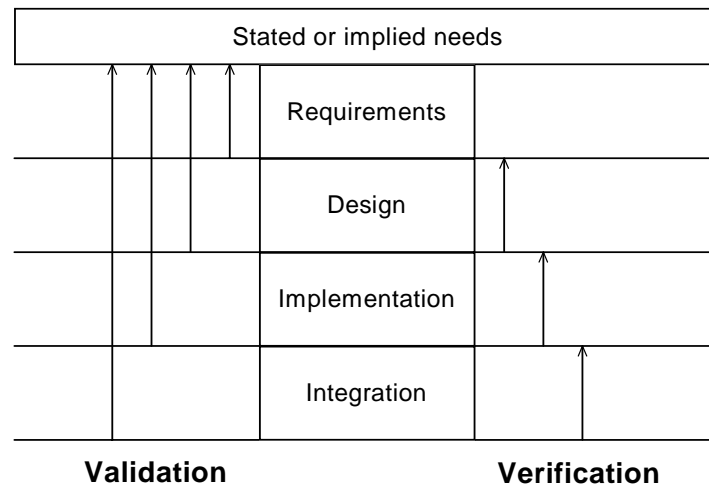 Stated or implied needs
Requirements
Design
Implementation
Integration
Validation
Verification